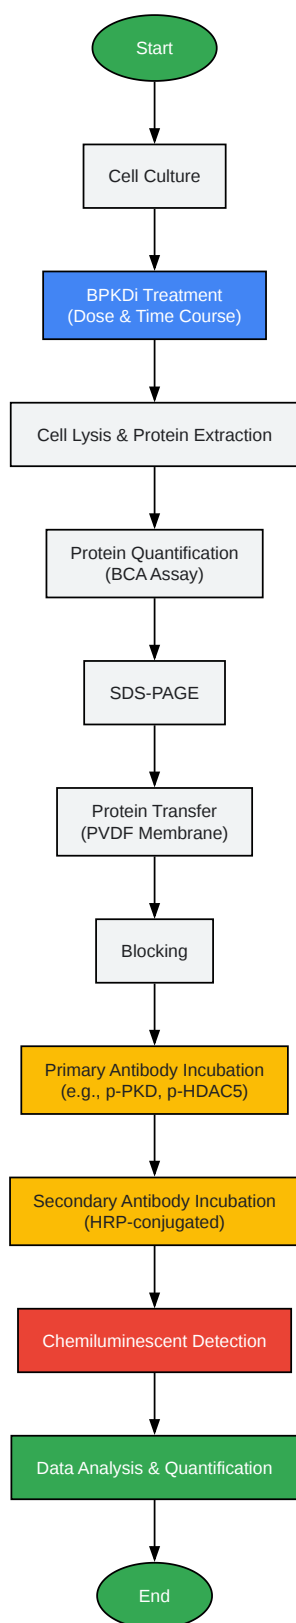 Start
Cell Culture
BPKDi Treatment
(Dose & Time Course)
Cell Lysis & Protein Extraction
Protein Quantification
(BCA Assay)
SDS-PAGE
Protein Transfer
(PVDF Membrane)
Blocking
Primary Antibody Incubation
(e.g., p-PKD, p-HDAC5)
Secondary Antibody Incubation
(HRP-conjugated)
Chemiluminescent Detection
Data Analysis & Quantification
End